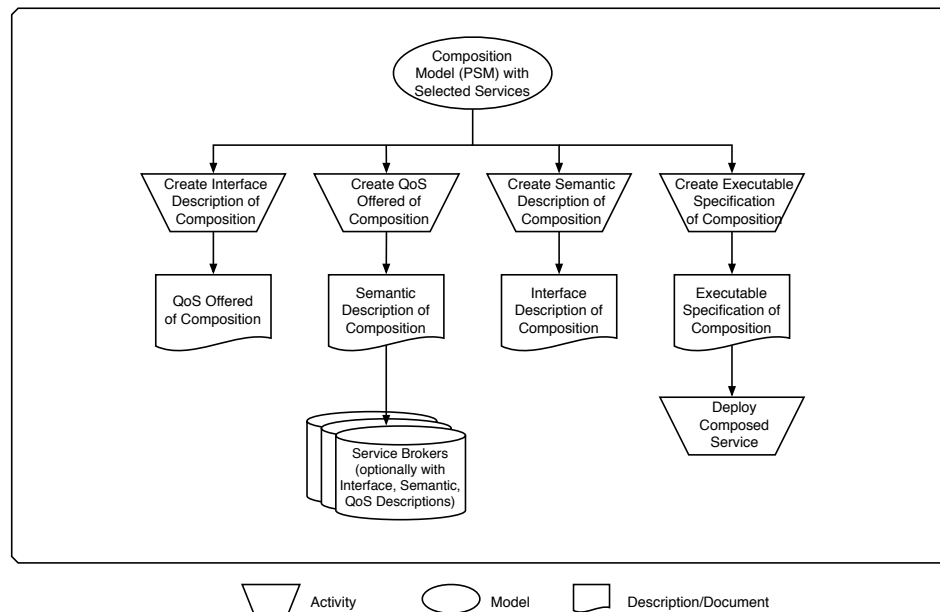 Composition
Model (PSM) with
Selected Services
Create Interface
Description of
Composition
Create QoS
Offered of
Composition
Create Semantic
Description of
Composition
Create Executable
Specification
of Composition
QoS Offered
of Composition
Semantic
Description of
Composition
Interface
Description of
Composition
Executable
Specification of
Composition
Deploy
Composed
Service
Service Brokers
(optionally with
Interface, Semantic,
QoS Descriptions)
Activity
Model
Description/Document